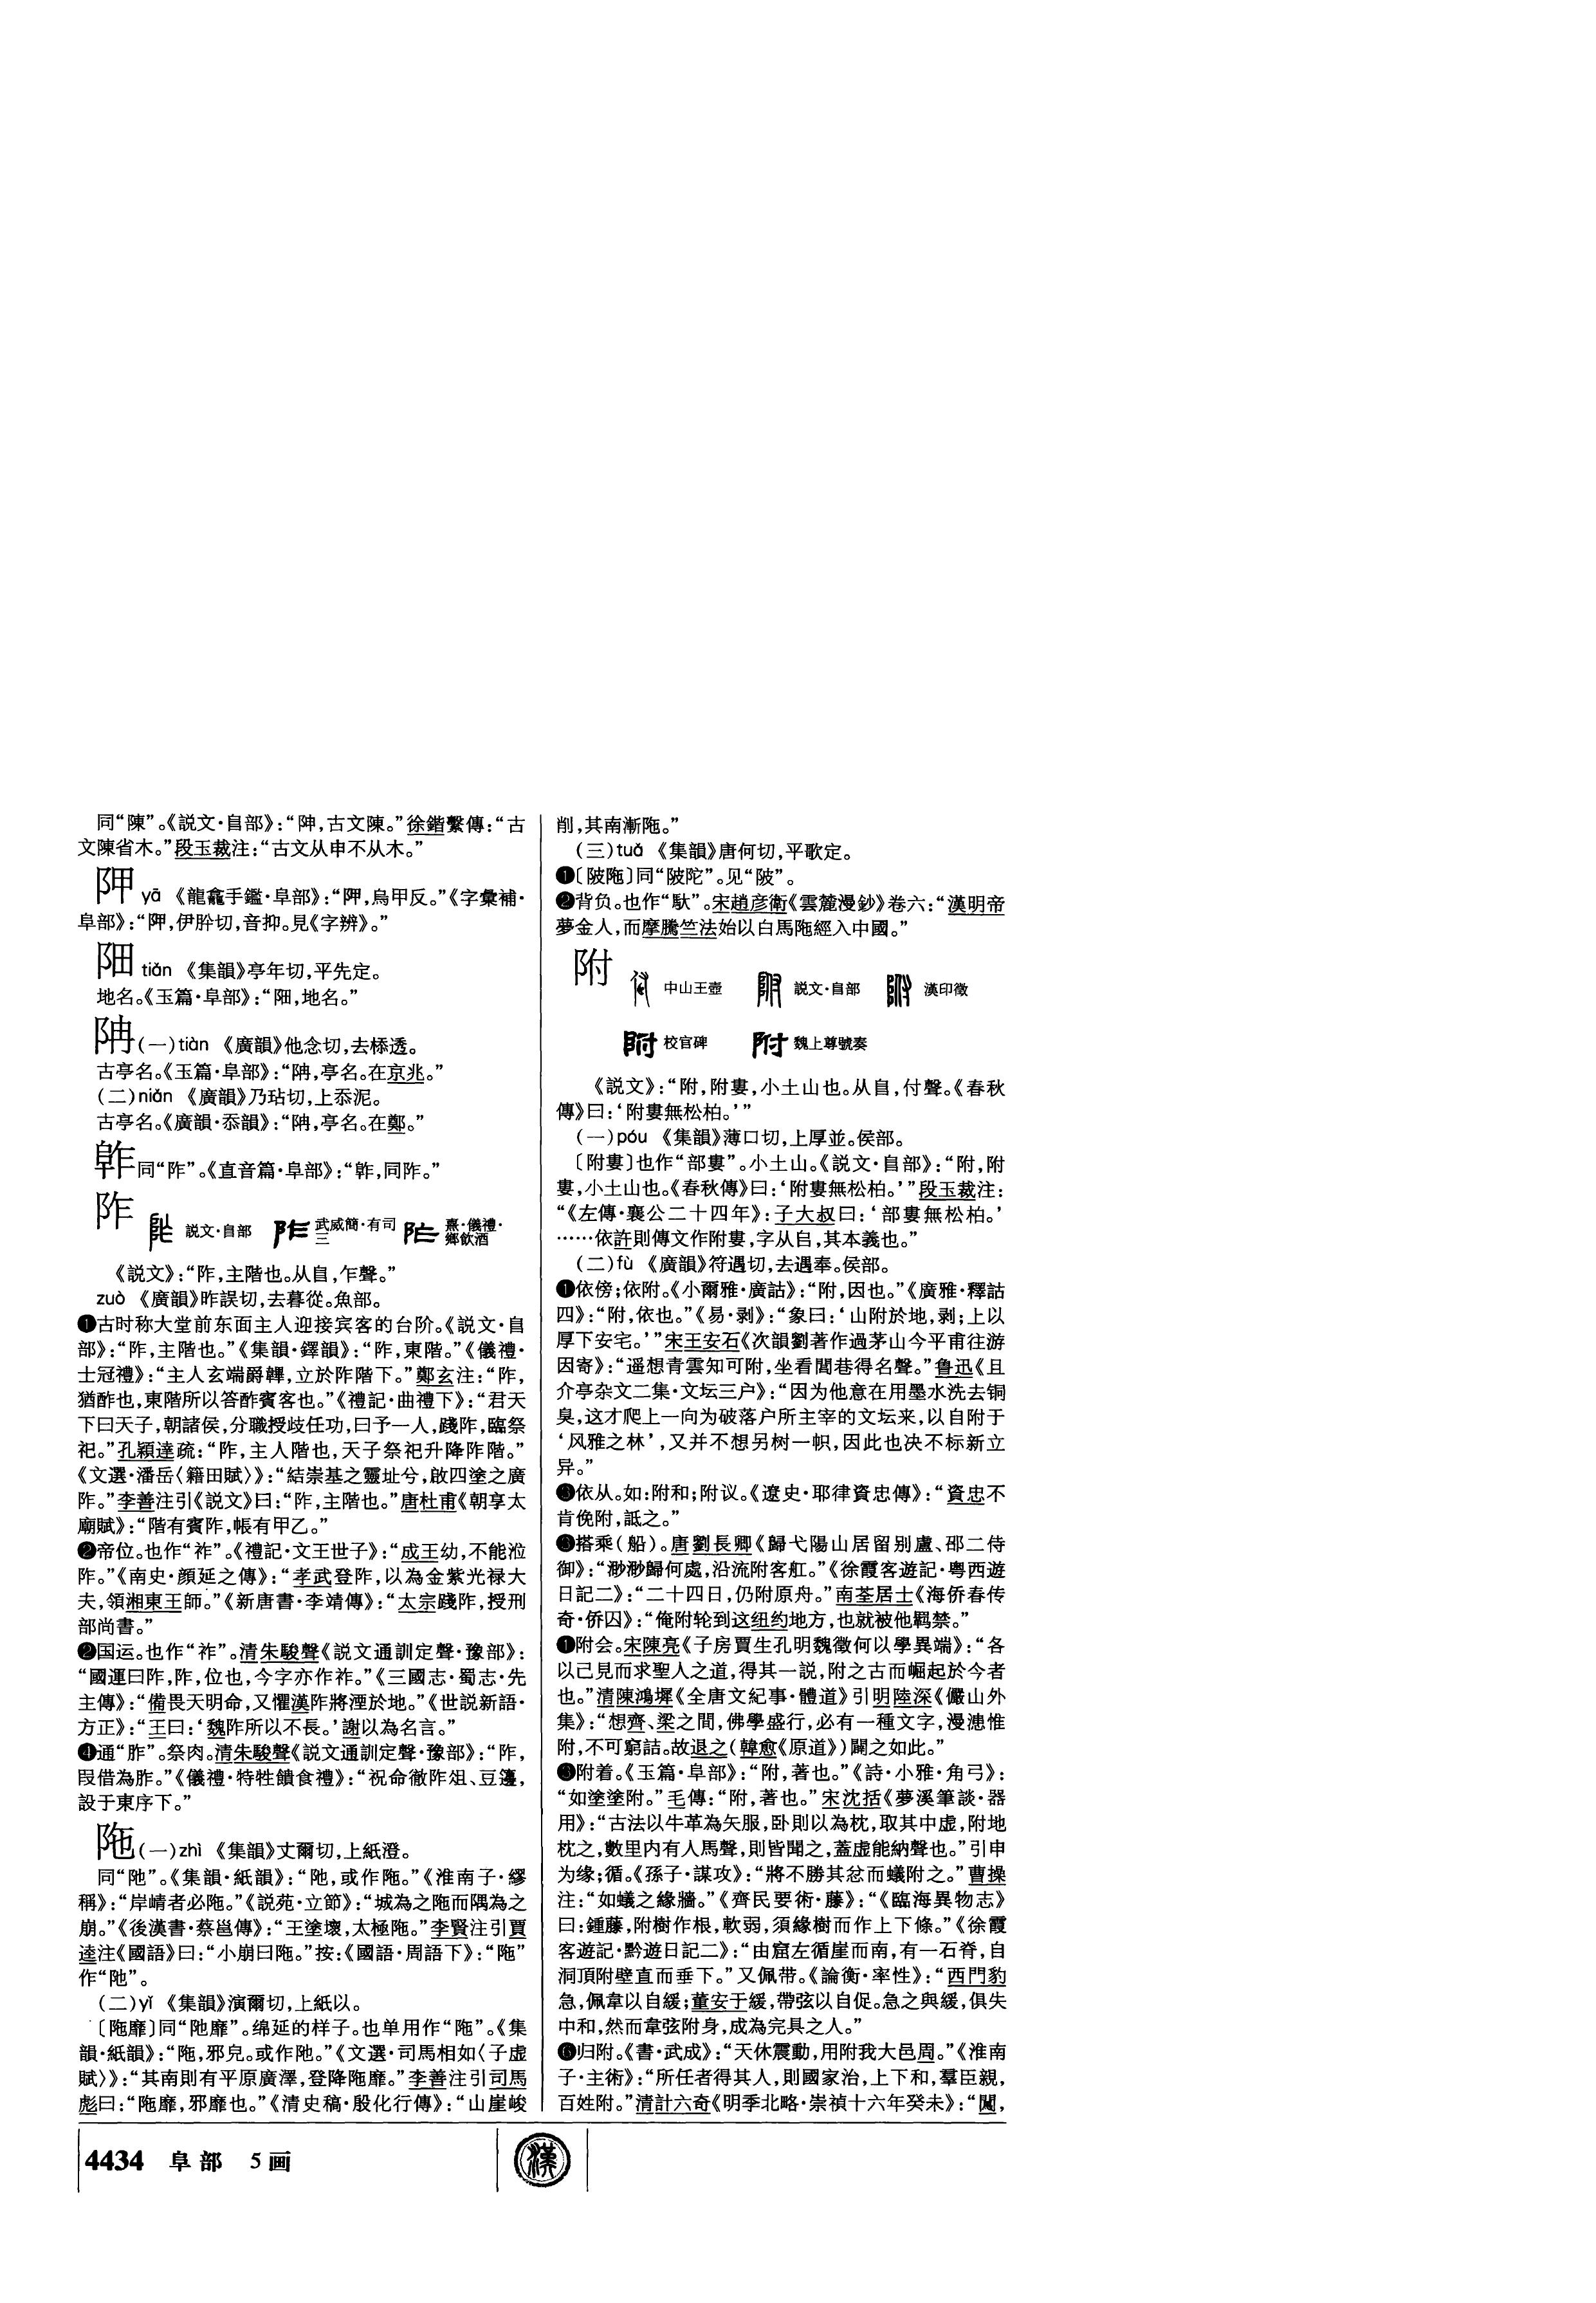 同“陳”。《説文·𨸏部》：“𨸬，古文陳。”徐鍇繫傳：“古
文陳省木。”段玉裁注：“古文从申不从木。”
𨸺 yā 《龍龕手鑑·阜部》：“𨸺，烏甲反。”《字彙補·
阜部》：“𨸺，伊𦙶切，音抑。見《字辨》。”
䧃 tiǎn 《集韻》亭年切，平先定。
地名。《玉篇·阜部》：“䧃，地名。”
(一)tiàn 《廣韻》他念切，去㮇透。
古亭名。《玉篇·阜部》：“，亭名。在京兆。”
(二)niǎn 《廣韻》乃玷切，上忝泥。
古亭名。《廣韻·忝韻》：“，亭名。在鄭。”
同“阼”。《直音篇·阜部》：“，同阼。”
阼 説文·𨸏部 武威簡·有司三 熹·儀禮·鄉飲酒
《説文》：“阼，主階也。从𨸏，乍聲。”
zuò 《廣韻》昨誤切，去暮從。魚部。
❶古时称大堂前东面主人迎接宾客的台阶。《説文·𨸏
部》：“阼，主階也。”《集韻·鐸韻》：“阼，東階。”《儀禮·
士冠禮》：“主人玄端爵韠，立於阼階下。”鄭玄注：“阼，
猶酢也，東階所以答酢賓客也。”《禮記·曲禮下》：“君天
下曰天子，朝諸侯，分職授歧任功，曰予一人，踐阼，臨祭
祀。”孔穎達疏：“阼，主人階也，天子祭祀升降阼階。”
《文選·潘岳〈籍田賦〉》：“結崇基之靈址兮，啟四塗之廣
阼。”李善注引《説文》曰：“阼，主階也。”唐杜甫《朝享太
廟賦》：“階有賓阼，帳有甲乙。”
❷帝位。也作“祚”。《禮記·文王世子》：“成王幼，不能涖
阼。”《南史·顔延之傳》：“孝武登阼，以為金紫光禄大
夫，領湘東王師。”《新唐書·李靖傳》：“太宗踐阼，授刑
部尚書。”
❷国运。也作“祚”。清朱駿聲《説文通訓定聲·豫部》：
“國運曰阼，阼，位也，今字亦作祚。”《三國志·蜀志·先
主傳》：“備畏天明命，又懼漢阼將湮於地。”《世説新語·
方正》：“王曰：‘魏阼所以不長。’謝以為名言。”
❹通“胙”。祭肉。清朱駿聲《説文通訓定聲·豫部》：“阼，
叚借為胙。”《儀禮·特牲饋食禮》：“祝命徹阼俎、豆籩，
設于東序下。”
陁(一)zhì 《集韻》丈爾切，上紙澄。
同“阤”。《集韻·紙韻》：“阤，或作陁。”《淮南子·繆
稱》：“岸崝者必陁。”《説苑·立節》：“城為之陁而隅為之
崩。”《後漢書·蔡邕傳》：“王塗壞，太極陁。”李賢注引賈
逵注《國語》曰：“小崩曰陁。”按：《國語·周語下》：“陁”
作“阤”。
(二)yǐ 《集韻》演爾切，上紙以。
〔陁靡〕同“阤靡”。绵延的样子。也单用作“陁”。《集
韻·紙韻》：“陁，邪皃。或作阤。”《文選·司馬相如〈子虚
賦〉》：“其南則有平原廣澤，登降陁靡。”李善注引司馬
彪曰：“陁靡，邪靡也。”《清史稿·殷化行傳》：“山崖峻
削，其南漸陁。”
(三)tuǎ 《集韻》唐何切，平歌定。
❶〔陂陁〕同“陂陀”。见“陂”。
❷背负。也作“馱”。宋趙彦衛《雲麓漫鈔》卷六：“漢明帝
夢金人，而摩騰竺法始以白馬陁經入中國。”
附 中山王壺 説文·𨸏部 漢印徵
校官碑 魏上尊號奏
《説文》：“附，附婁，小土山也。从𨸏，付聲。《春秋
傳》曰：‘附婁無松柏。’”
(一)póu 《集韻》薄口切，上厚並。侯部。
〔附婁〕也作“部婁”。小土山。《説文·𨸏部》：“附，附
婁，小土山也。《春秋傳》曰：‘附婁無松柏。’”段玉裁注：
“《左傳·襄公二十四年》：子大叔曰：‘部婁無松柏。’
……依許則傳文作附婁，字从𨸏，其本義也。”
(二)fù 《廣韻》符遇切，去遇奉。侯部。
❶依傍；依附。《小爾雅·廣詁》：“附，因也。”《廣雅·釋詁
四》：“附，依也。”《易·剥》：“象曰：‘山附於地，剥；上以
厚下安宅。’”宋王安石《次韻劉著作過茅山今平甫往游
因寄》：“遥想青雲知可附，坐看閭巷得名聲。”鲁迅《且
介亭杂文二集·文坛三户》：“因为他意在用墨水洗去铜
臭，这才爬上一向为破落户所主宰的文坛来，以自附于
‘风雅之林’，又并不想另树一帜，因此也决不标新立
异。”
❸依从。如：附和；附议。《遼史·耶律資忠傳》：“資忠不
肯俛附，詆之。”
❸搭乘(船)。唐劉長卿《歸弋陽山居留别盧、邵二侍
御》：“渺渺歸何處，沿流附客舡。”《徐霞客遊記·粤西遊
日記二》：“二十四日，仍附原舟。”南荃居士《海侨春传
奇·侨囚》：“俺附轮到这纽约地方，也就被他羁禁。”
❶附会。宋陳亮《子房賈生孔明魏徵何以學異端》：“各
以己見而求聖人之道，得其一説，附之古而崛起於今者
也。”清陳鴻墀《全唐文紀事·體道》引明陸深《儼山外
集》：“想齊、梁之間，佛學盛行，必有一種文字，漫漶惟
附，不可窮詰。故退之(韓愈《原道》)闢之如此。”
❸附着。《玉篇·阜部》：“附，著也。”《詩·小雅·角弓》：
“如塗塗附。”毛傳：“附，著也。”宋沈括《夢溪筆談·器
用》：“古法以牛革為矢服，卧則以為枕，取其中虚，附地
枕之，數里内有人馬聲，則皆聞之，蓋虚能納聲也。”引申
为缘；循。《孫子·謀攻》：“將不勝其忿而蟻附之。”曹操
注：“如蟻之緣牆。”《齊民要術·藤》：“《臨海異物志》
曰：鍾藤，附樹作根，軟弱，須緣樹而作上下條。”《徐霞
客遊記·黔遊日記二》：“由窟左循崖而南，有一石脊，自
洞頂附壁直而垂下。”又佩带。《論衡·率性》：“西門豹
急，佩韋以自緩；董安于緩，帶弦以自促。急之與緩，俱失
中和，然而韋弦附身，成為完具之人。”
❻归附。《書·武成》：“天休震動，用附我大邑周。”《淮南
子·主術》：“所任者得其人，則國家治，上下和，羣臣親，
百姓附。”清計六奇《明季北略·崇禎十六年癸未》：“闖，
4434 阜部 5画
漢